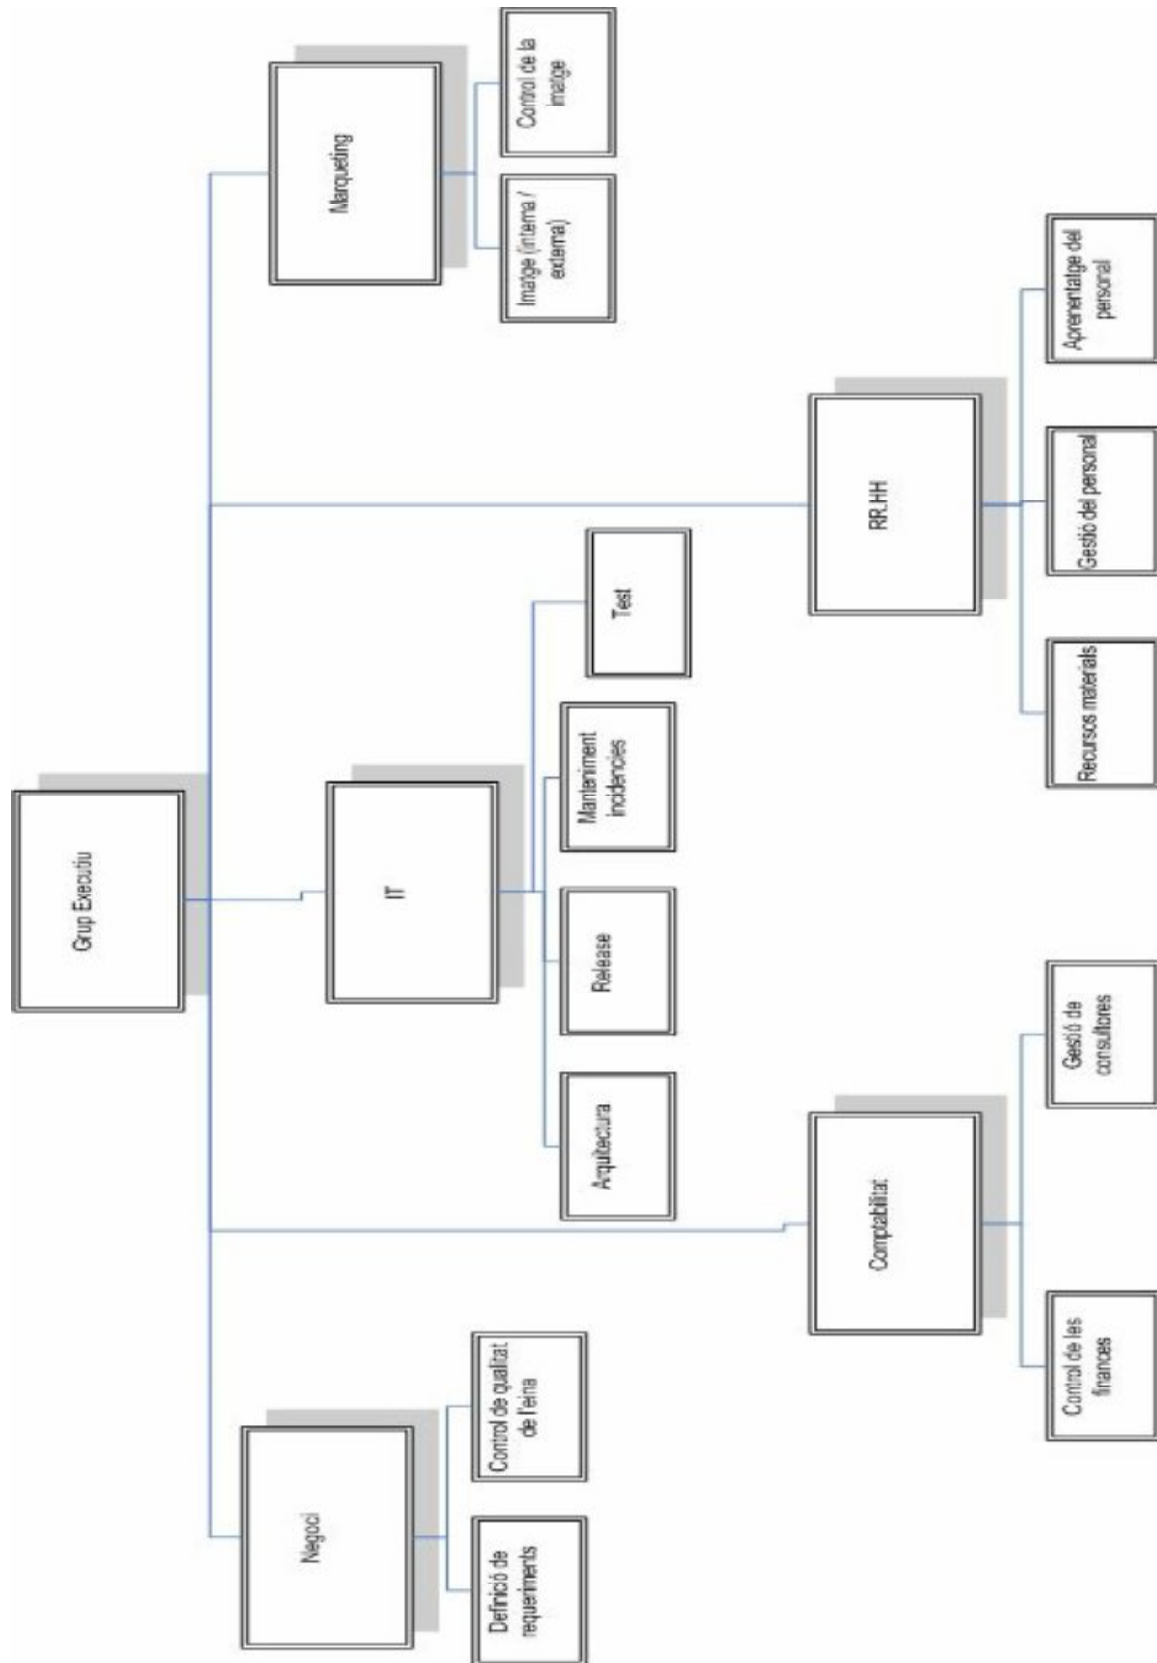 Grup Executiu
Negoci
Definició de
requeriments
Control de qualitat
de l'eina
Comptabilitat
Control de les
finances
Gestió de
consultores
IT
Arquitectura
Release
Manteniment
incidencies
Test
RR.HH
Recursos materials
Gestió del personal
Aprenentatge del
personal
Marqueting
Imatge (interna /
externa)
Control de la
imatge